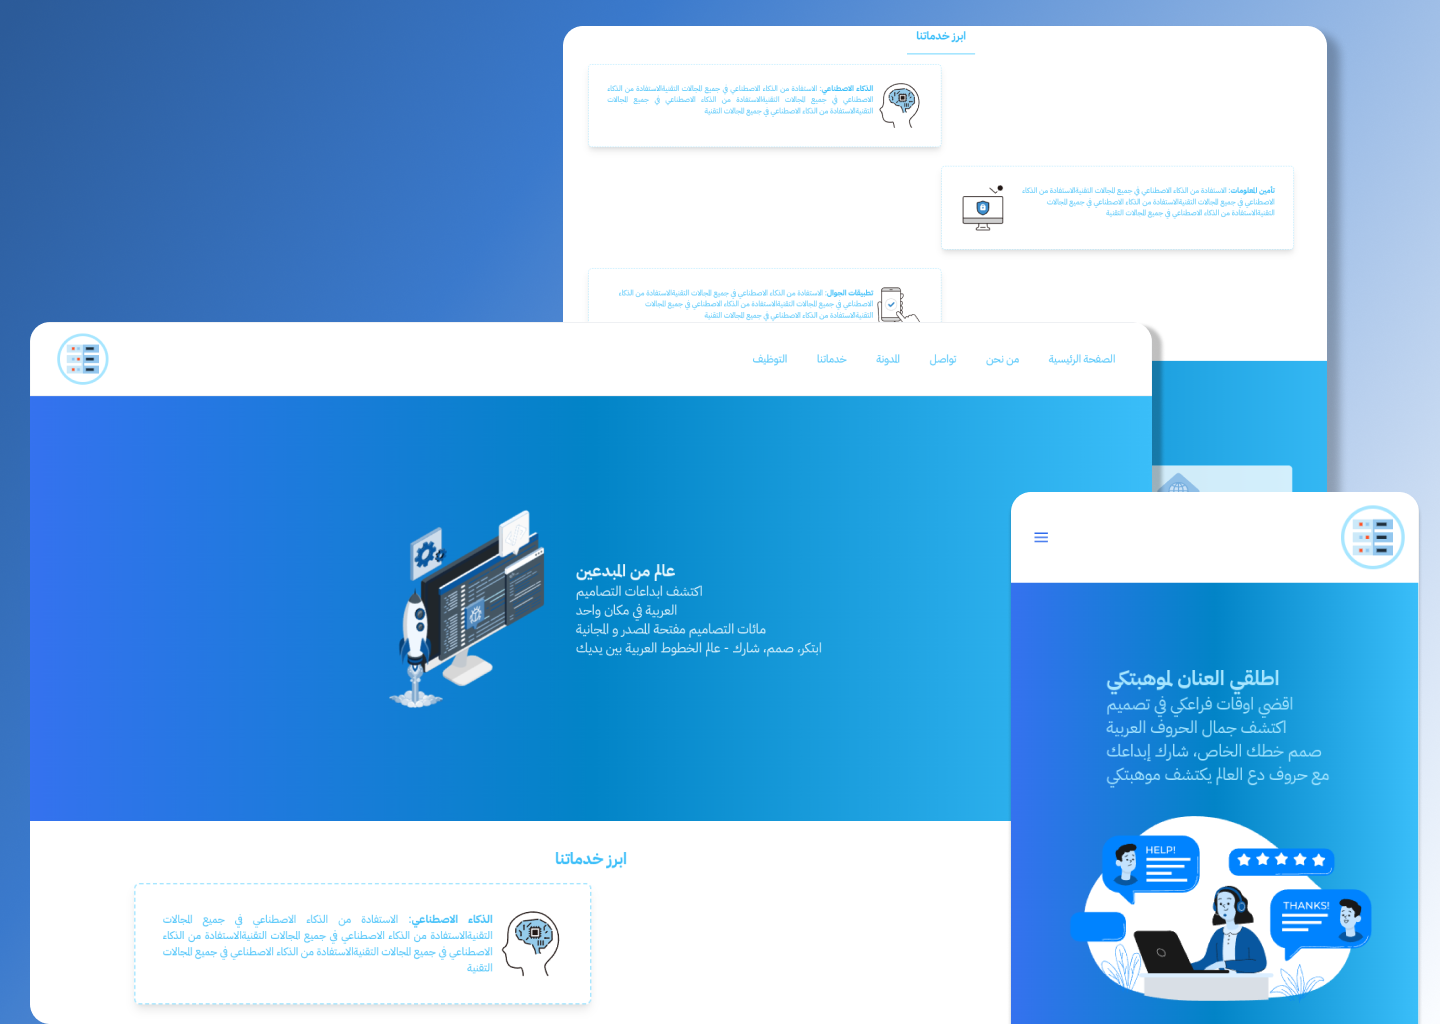 ابرز خدماتنا
الذكاء الاصطناعي: الاستفادة من الذكاء الاصطناعي في جميع المجالات التقنيةالاستفادة من الذكاء
الاصطناعي في جميع المجالات التقنيةالاستفادة من الذكاء الاصطناعي في جميع المجالات
التقنيةالاستفادة من الذكاء الاصطناعي في جميع المجالات التقنية
تأمين المعلومات: الاستفادة من الذكاء الاصطناعي في جميع المجالات التقنيةالاستفادة من الذكاء
الاصطناعي في جميع المجالات التقنيةالاستفادة من الذكاء الاصطناعي في جميع المجالات
التقنيةالاستفادة من الذكاء الاصطناعي في جميع المجالات التقنية
تطبيقات الجوال: الاستفادة من الذكاء الاصطناعي في جميع المجالات التقنيةالاستفادة من الذكاء
الاصطناعي في جميع المجالات التقنيةالاستفادة من الذكاء الاصطناعي في جميع المجالات
التقنيةالاستفادة من الذكاء الاصطناعي في جميع المجالات التقنية
الصفحة الرئيسية من نحن تواصل المدونة خدماتنا التوظيف
عالم من المبدعين
اكتشف ابداعات التصاميم
العربية في مكان واحد
مائات التصاميم مفتحة المصدر و المجانية
ابتكر، صمم، شارك - عالم الخطوط العربية بين يديك
ابرز خدماتنا
الذكاء الاصطناعي: الاستفادة من الذكاء الاصطناعي في جميع المجالات
التقنيةالاستفادة من الذكاء الاصطناعي في جميع المجالات التقنيةالاستفادة من الذكاء
الاصطناعي في جميع المجالات التقنيةالاستفادة من الذكاء الاصطناعي في جميع المجالات
التقنية
اطلقي العنان لموهبتكي
اقضي اوقات فراعكي في تصميم
اكتشف جمال الحروف العربية
صمم خطك الخاص، شارك إبداعك
مع حروف دع العالم يكتشف موهبتكي
HELP!
THANKS!